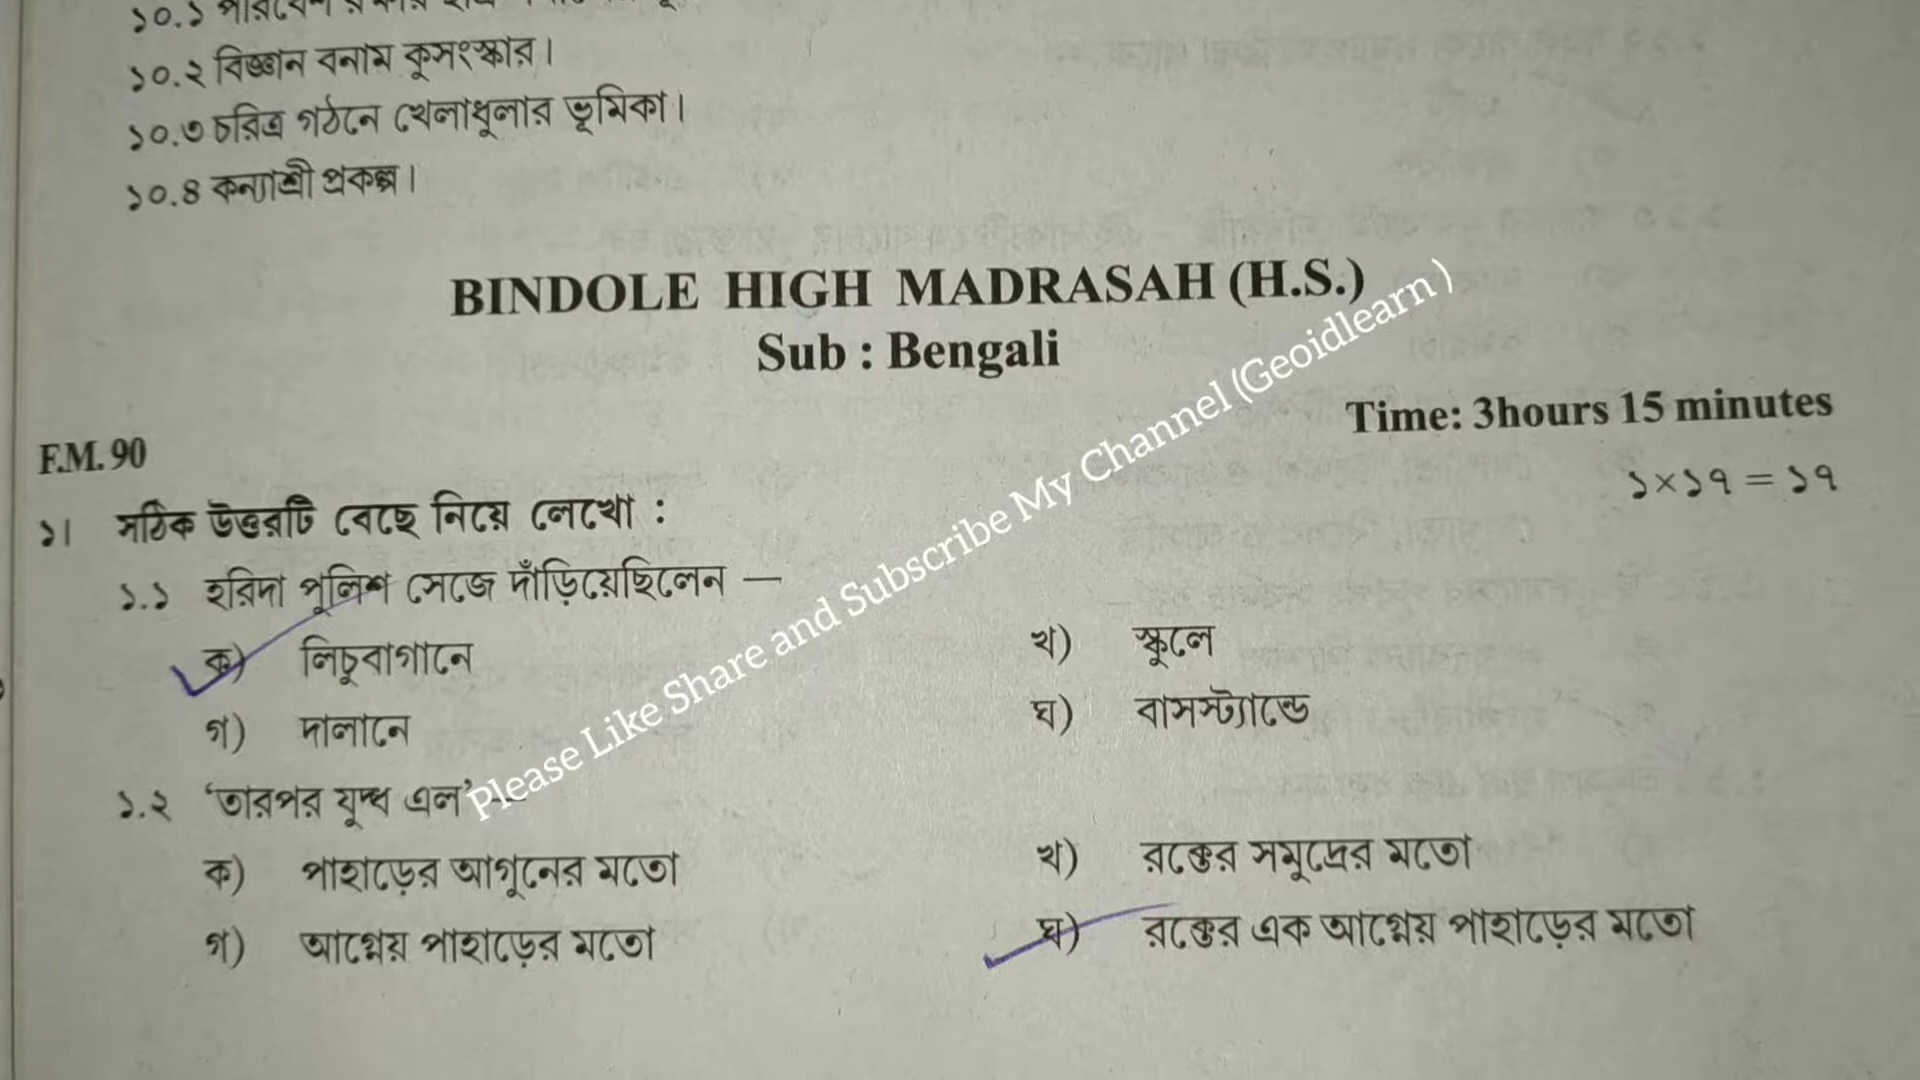 ১০.১
১০.২ বিজ্ঞান বনাম কুসংস্কার।
১০.৩ চরিত্র গঠনে খেলাধুলার ভূমিকা।
১০.৪ কন্যাশ্রী প্রকল্প।
BINDOLE HIGH MADRASAH (H.S.)
Sub : Bengali
Time: 3hours 15 minutes
F.M. 90
১×১৭ = ১৭
১। সঠিক উত্তরটি বেছে নিয়ে লেখো :
১.১ হরিদা পুলিশ সেজে দাঁড়িয়েছিলেন —
ক) লিচুবাগানে খ) স্কুলে
গ) দালানে ঘ) বাসস্ট্যান্ডে
১.২ ‘তারপর যুদ্ধ এল’—
ক) পাহাড়ের আগুনের মতো খ) রক্তের সমুদ্রের মতো
গ) আগ্নেয় পাহাড়ের মতো ঘ) রক্তের এক আগ্নেয় পাহাড়ের মতো
Please Like Share and Subscribe My Channel (Geoidlearn)